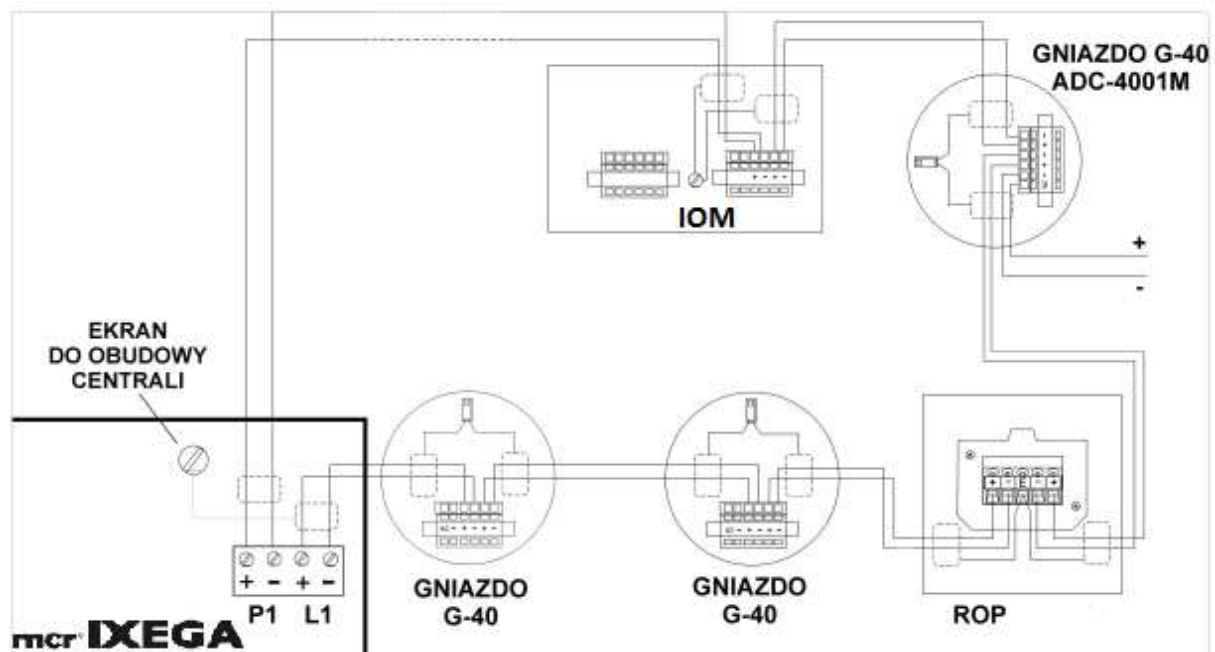 GNIAZDO G-40
ADC-4001M
IOM
+
-
EKRAN
DO OBUDOWY
CENTRALI
+ - + -
P1 L1
mcr IXEGA
GNIAZDO
G-40
GNIAZDO
G-40
+ - E - +
ROP